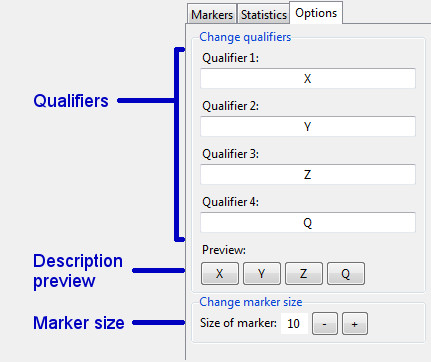 Markers Statistics Options
Change qualifiers
Qualifier 1:
X
Qualifiers
Qualifier 2:
Y
Qualifier 3:
Z
Qualifier 4:
Q
Description
preview
Preview:
X Y Z Q
Change marker size
Marker size
Size of marker: 10 - +